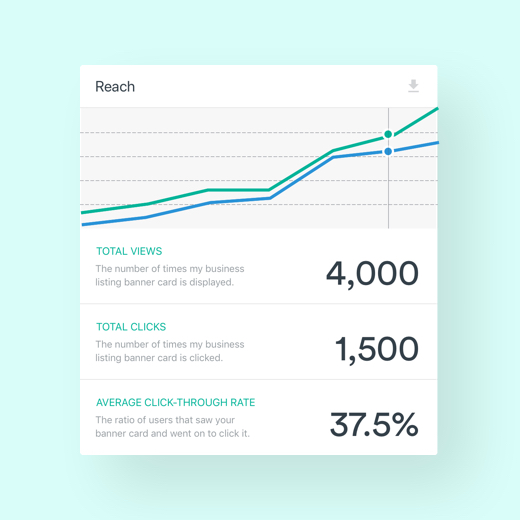 Reach
TOTAL VIEWS
The number of times my business
listing banner card is displayed.
4,000
TOTAL CLICKS
The number of times my business
listing banner card is clicked.
1,500
AVERAGE CLICK-THROUGH RATE
The ratio of users that saw your
banner card and went on to click it.
37.5%